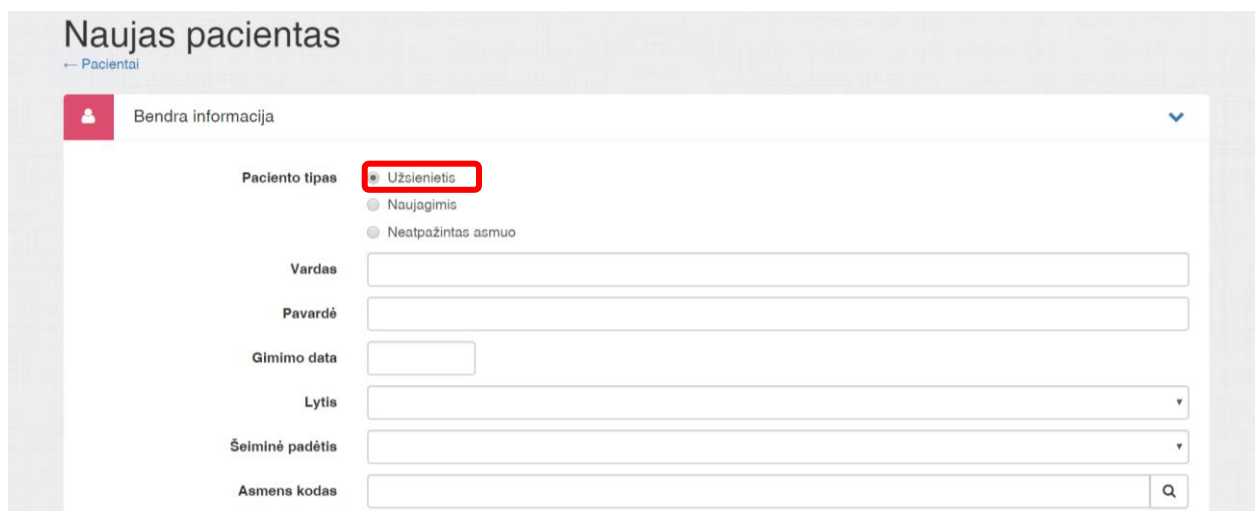 Naujas pacientas
← Pacientai
Bendra informacija
Paciento tipas
Užsienietis
Naujagimis
Neatpažintas asmuo
Vardas
Pavardė
Gimimo data
Lytis
Šeiminė padėtis
Asmens kodas